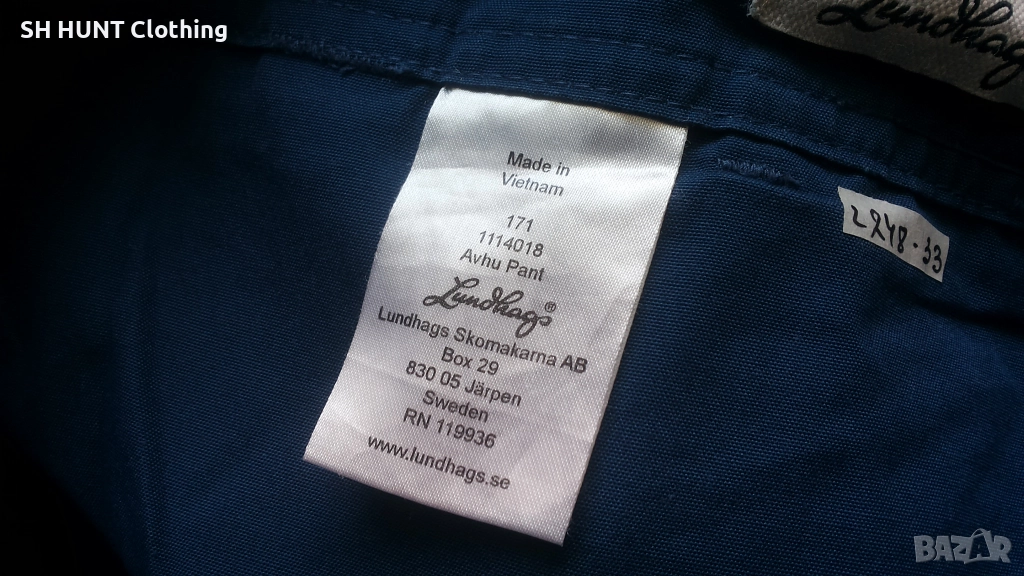 SH HUNT Clothing
Lundhags
Made in
Vietnam
171
1114018
Avhu Pant
Lundhags®
Lundhags Skomakarna AB
Box 29
830 05 Järpen
Sweden
RN 119936
www.lundhags.se
2248-33
BAZAR